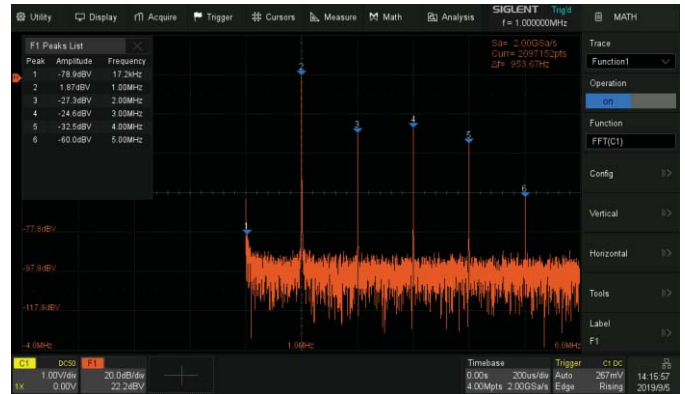 Utility Display Acquire Trigger Cursors Measure Math Analysis SIGLENT Trig'd MATH
f = 1.000000MHz
F1 Peaks List
Peak Amplitude Frequency
1 -78.9dBV 17.2kHz
2 1.87dBV 1.00MHz
3 -27.3dBV 2.00MHz
4 -24.6dBV 3.00MHz
5 -32.5dBV 4.00MHz
6 -60.0dBV 5.00MHz
Sa= 2.00GSa/s
Curr= 2097152pts
Δf= 953.67Hz
2
3
4
5
6
1
-77.8dBV
-97.8dBV
-117.8dBV
-4.0MHz 1.0MHz 6.0MHz
Trace
Function1
Operation
on
Function
FFT(C1)
Config
Vertical
Horizontal
Tools
Label
F1
C1 DC50 F1 Timebase Trigger C1 DC
1.00V/div 20.0dB/div 0.00s 200us/div Auto 267mV 14:15:57
1X 0.00V 22.2dBV 4.00Mpts 2.00GSa/s Edge Rising 2019/9/5